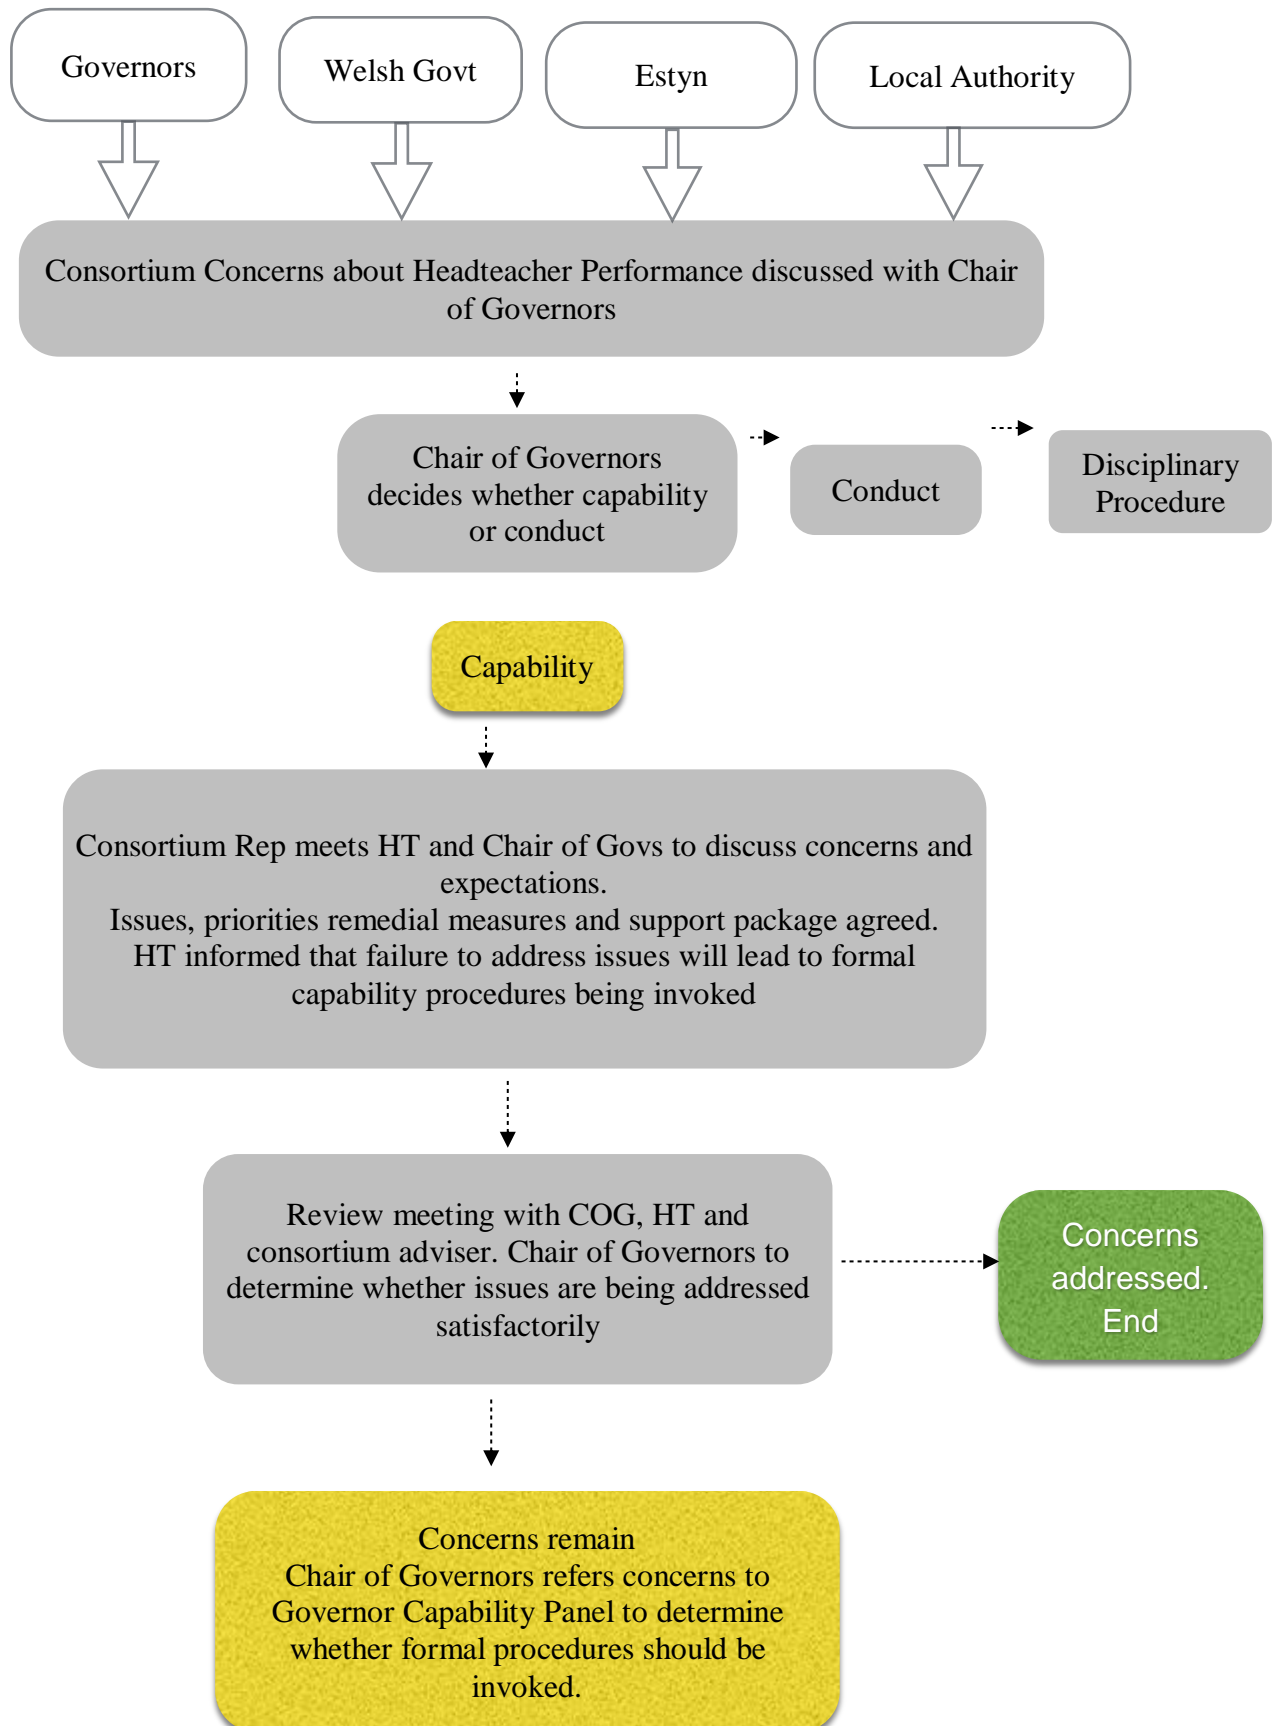 Governors
Welsh Govt
Estyn
Local Authority
Consortium Concerns about Headteacher Performance discussed with Chair
of Governors
Chair of Governors
decides whether capability
or conduct
Conduct
Disciplinary
Procedure
Capability
Consortium Rep meets HT and Chair of Govs to discuss concerns and
expectations.
Issues, priorities remedial measures and support package agreed.
HT informed that failure to address issues will lead to formal
capability procedures being invoked
Review meeting with COG, HT and
consortium adviser. Chair of Governors to
determine whether issues are being addressed
satisfactorily
Concerns
addressed.
End
Concerns remain
Chair of Governors refers concerns to
Governor Capability Panel to determine
whether formal procedures should be
invoked.